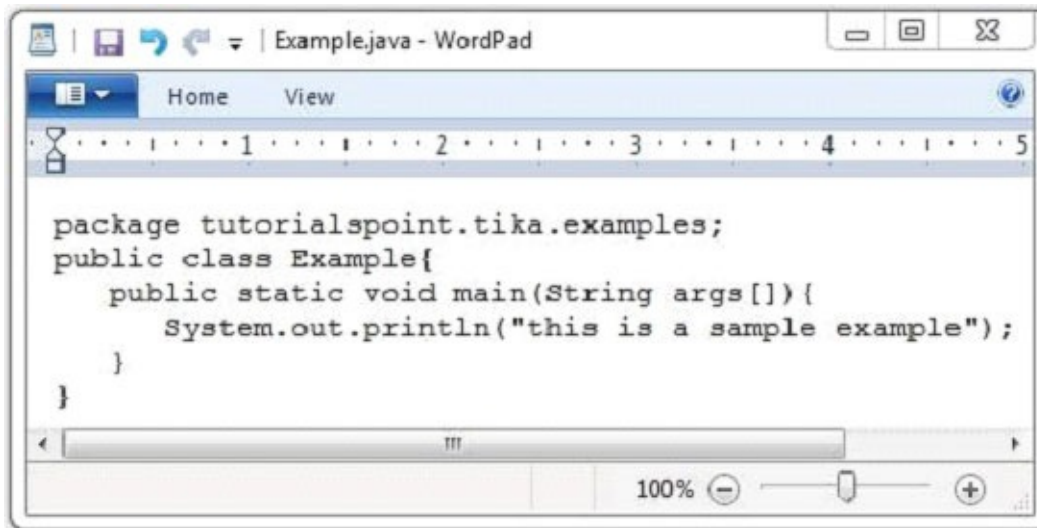 Example.java - WordPad
Home View
1 2 3 4 5
package tutorialspoint.tika.examples;
public class Example{
   public static void main(String args[]){
      System.out.println("this is a sample example");
   }
}
100%